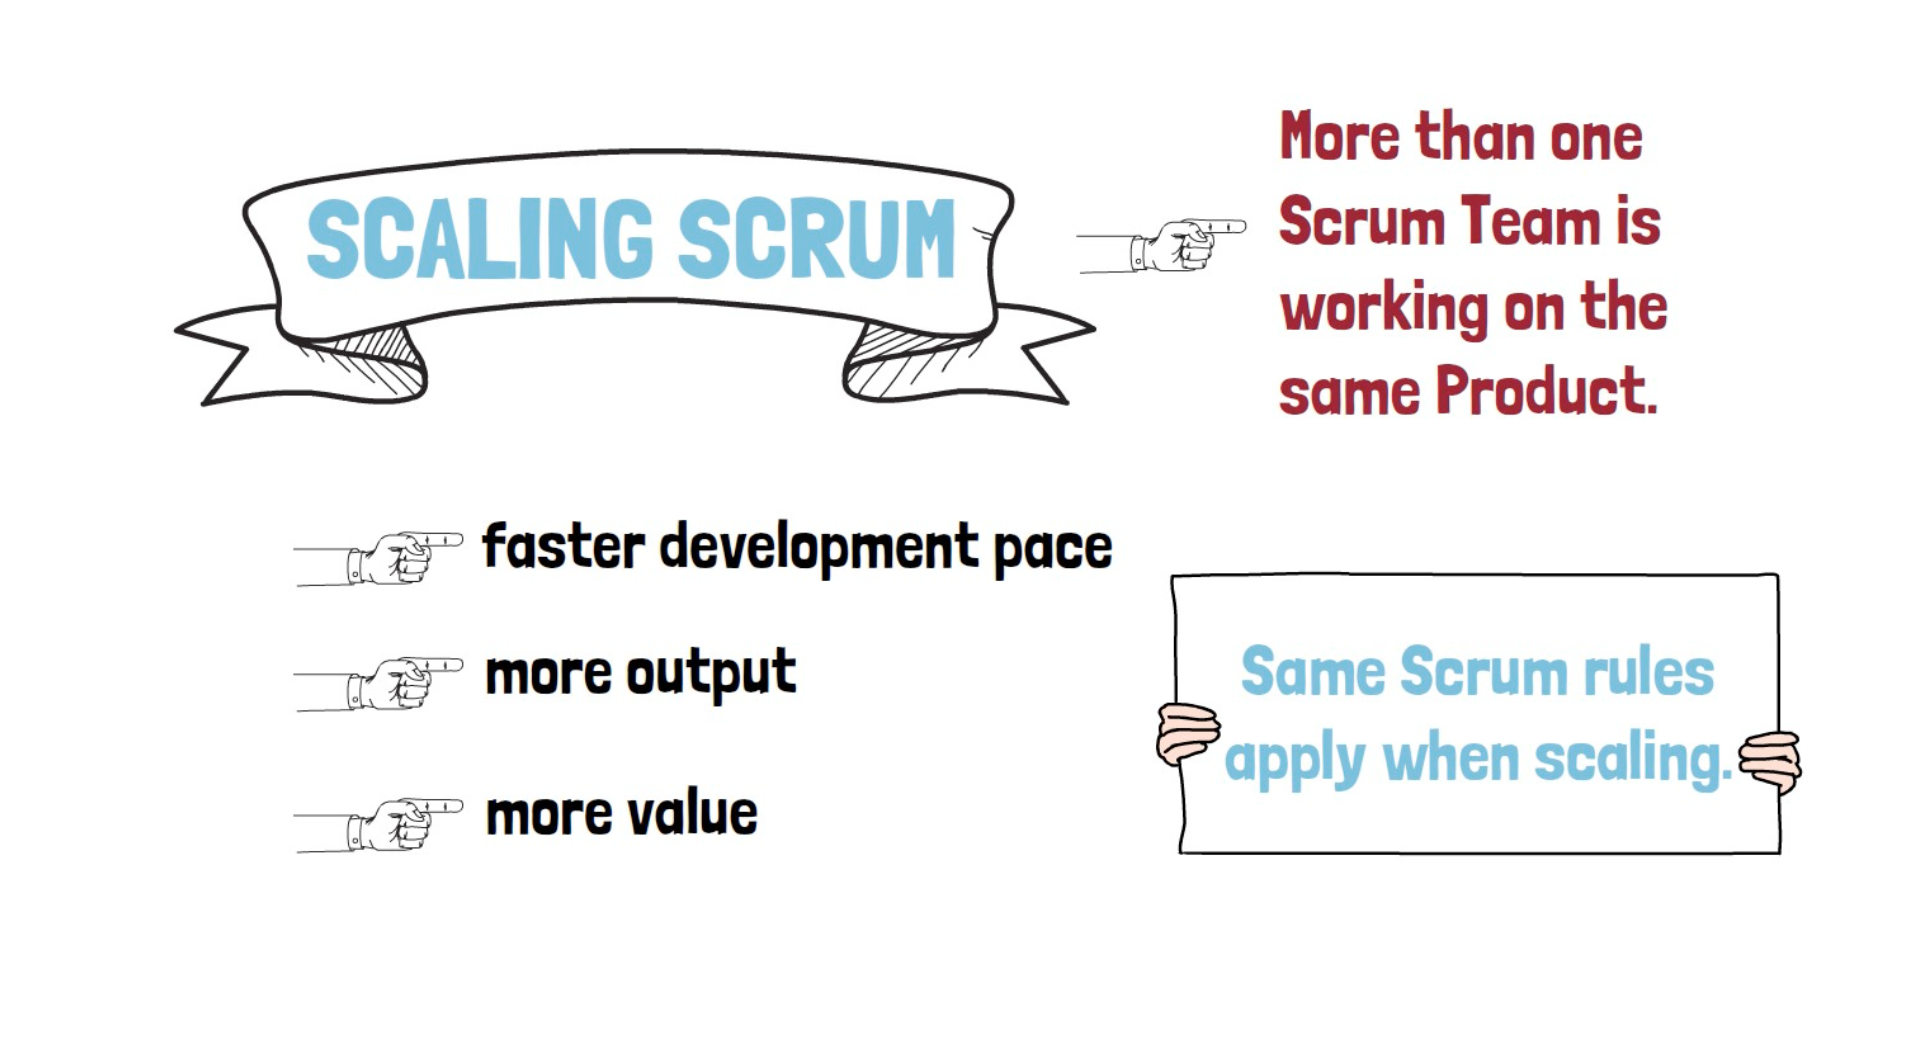 SCALING SCRUM
More than one
Scrum Team is
working on the
same Product.
faster development pace
more output
more value
Same Scrum rules
apply when scaling.